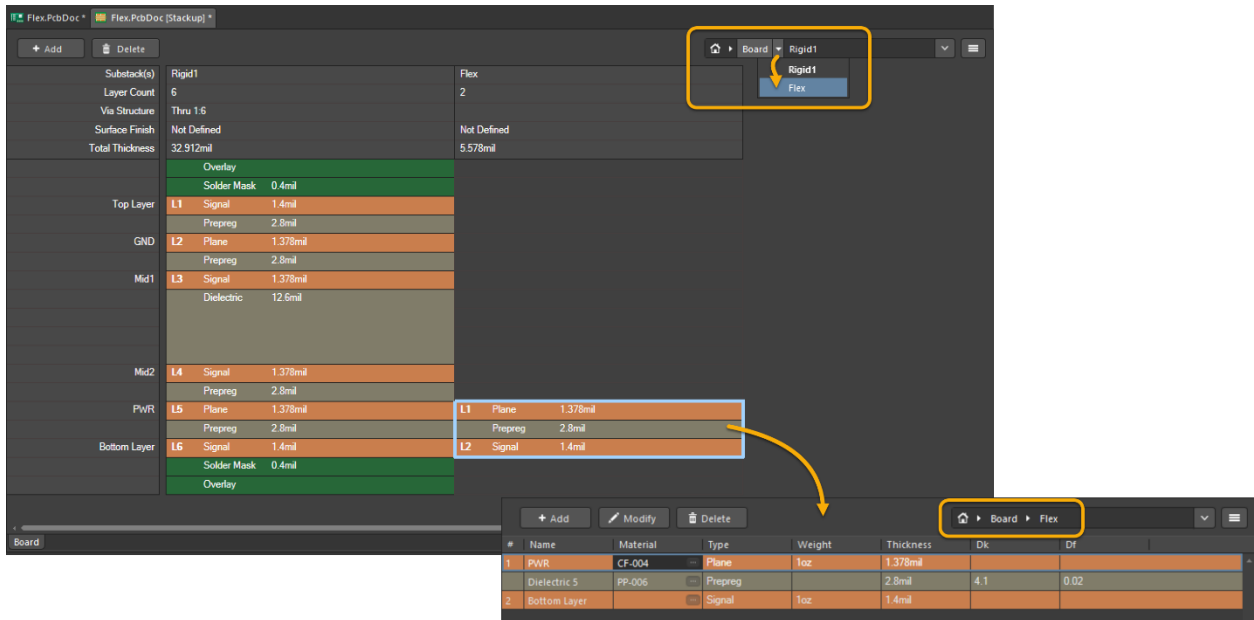 Flex.PcbDoc * Flex.PcbDoc [Stackup] *
+ Add Delete Board Rigid1
Rigid1
Flex
Substack(s) Rigid1 Flex
Layer Count 6 2
Via Structure Thru 1:6
Surface Finish Not Defined Not Defined
Total Thickness 32.912mil 5.578mil
Overlay
Solder Mask 0.4mil
Top Layer L1 Signal 1.4mil
Prepreg 2.8mil
GND L2 Plane 1.378mil
Prepreg 2.8mil
Mid1 L3 Signal 1.378mil
Dielectric 12.6mil
Mid2 L4 Signal 1.378mil
Prepreg 2.8mil
PWR L5 Plane 1.378mil L1 Plane 1.378mil
Prepreg 2.8mil Prepreg 2.8mil
Bottom Layer L6 Signal 1.4mil L2 Signal 1.4mil
Solder Mask 0.4mil
Overlay
Board
+ Add Modify Delete Board Flex
# Name Material Type Weight Thickness Dk Df
1 PWR CF-004 Plane 1oz 1.378mil
Dielectric 5 PP-006 Prepreg 2.8mil 4.1 0.02
2 Bottom Layer Signal 1oz 1.4mil